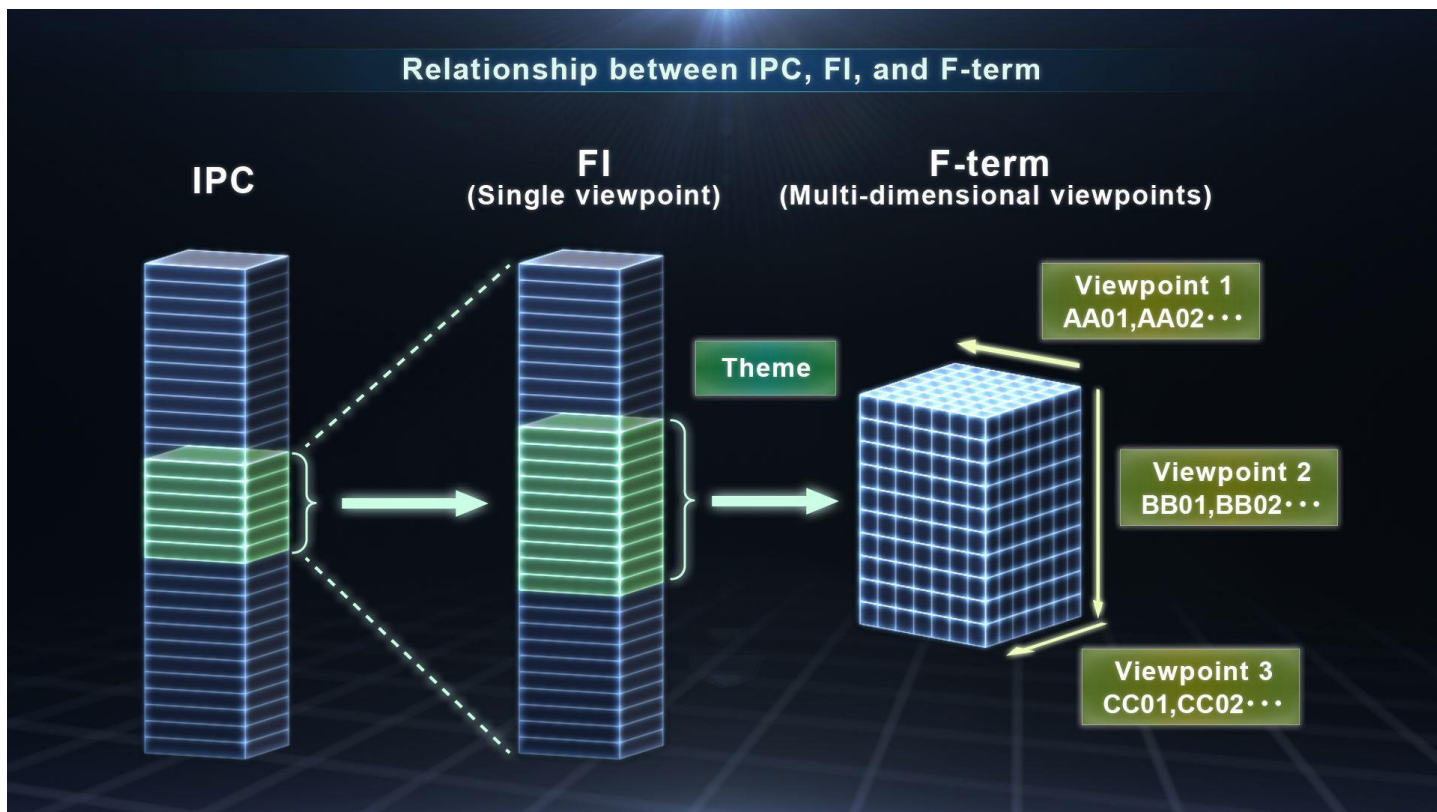 Relationship between IPC, FI, and F-term
IPC
FI
(Single viewpoint)
F-term
(Multi-dimensional viewpoints)
Theme
Viewpoint 1
AA01,AA02･･･
Viewpoint 2
BB01,BB02･･･
Viewpoint 3
CC01,CC02･･･